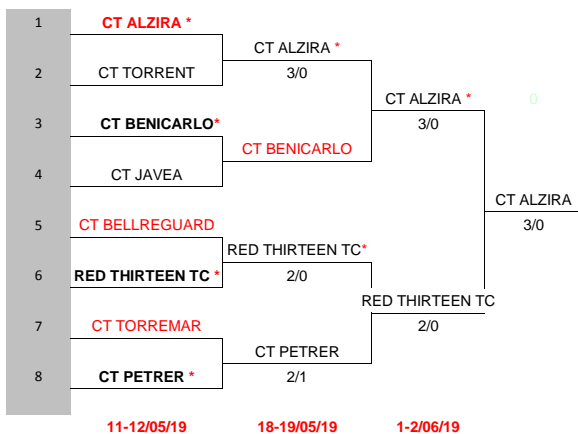 1 CT ALZIRA *
CT ALZIRA *
2 CT TORRENT 3/0
CT ALZIRA * 0
3 CT BENICARLO* 3/0
CT BENICARLO
4 CT JAVEA
CT ALZIRA
5 CT BELLREGUARD 3/0
RED THIRTEEN TC*
6 RED THIRTEEN TC * 2/0
RED THIRTEEN TC
7 CT TORREMAR 2/0
CT PETRER
8 CT PETRER * 2/1
11-12/05/19 18-19/05/19 1-2/06/19